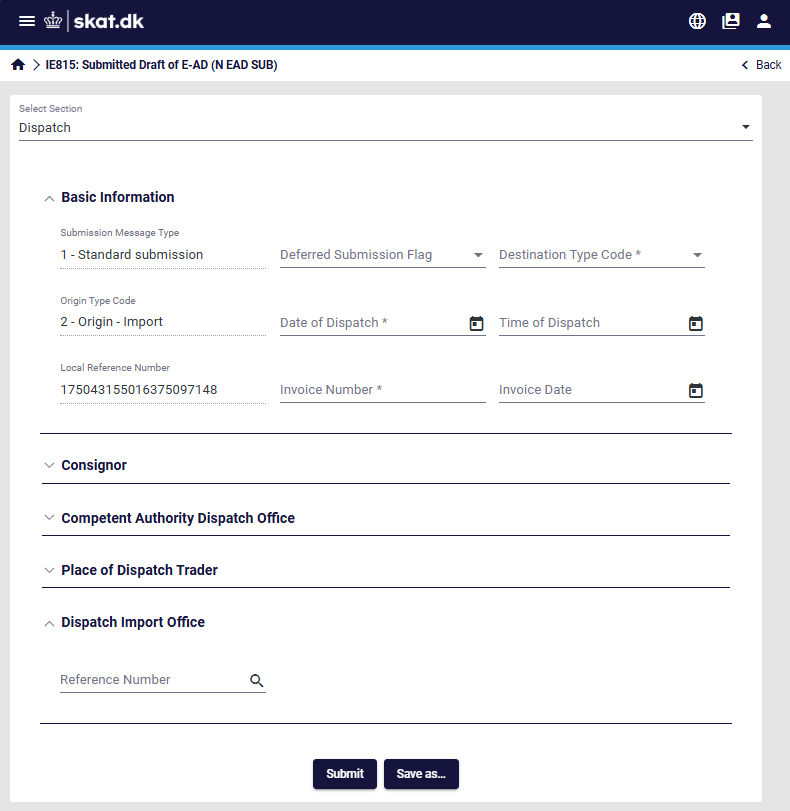 skat.dk
IE815: Submitted Draft of E-AD (N EAD SUB)
Back
Select Section
Dispatch
Basic Information
Submission Message Type
1 - Standard submission
Deferred Submission Flag
Destination Type Code *
Origin Type Code
2 - Origin - Import
Date of Dispatch *
Time of Dispatch
Local Reference Number
175043155016375097148
Invoice Number *
Invoice Date
Consignor
Competent Authority Dispatch Office
Place of Dispatch Trader
Dispatch Import Office
Reference Number
Submit
Save as...